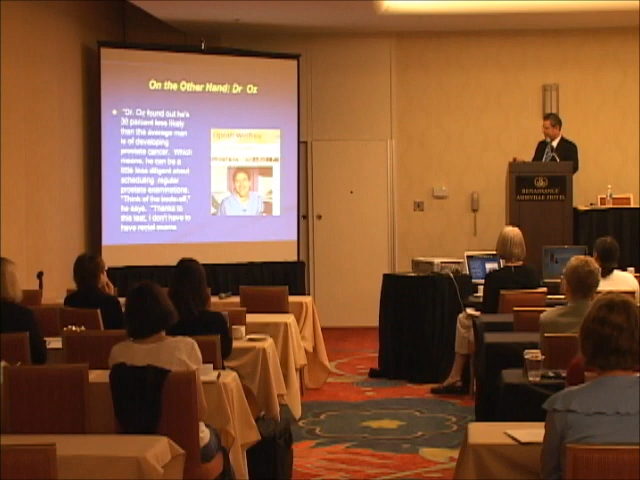 On the Other Hand: Dr Oz
"Dr. Oz found out he's
30 percent less likely
than the average man
is of developing
prostate cancer. Which
means, he can be a
little less diligent about
scheduling regular
prostate examinations.
"Think of the instead,"
he says. "Thanks to
this test, I don't have to
have rectal exams
Oprah Winfrey
RENAISSANCE
ASHEVILLE HOTEL